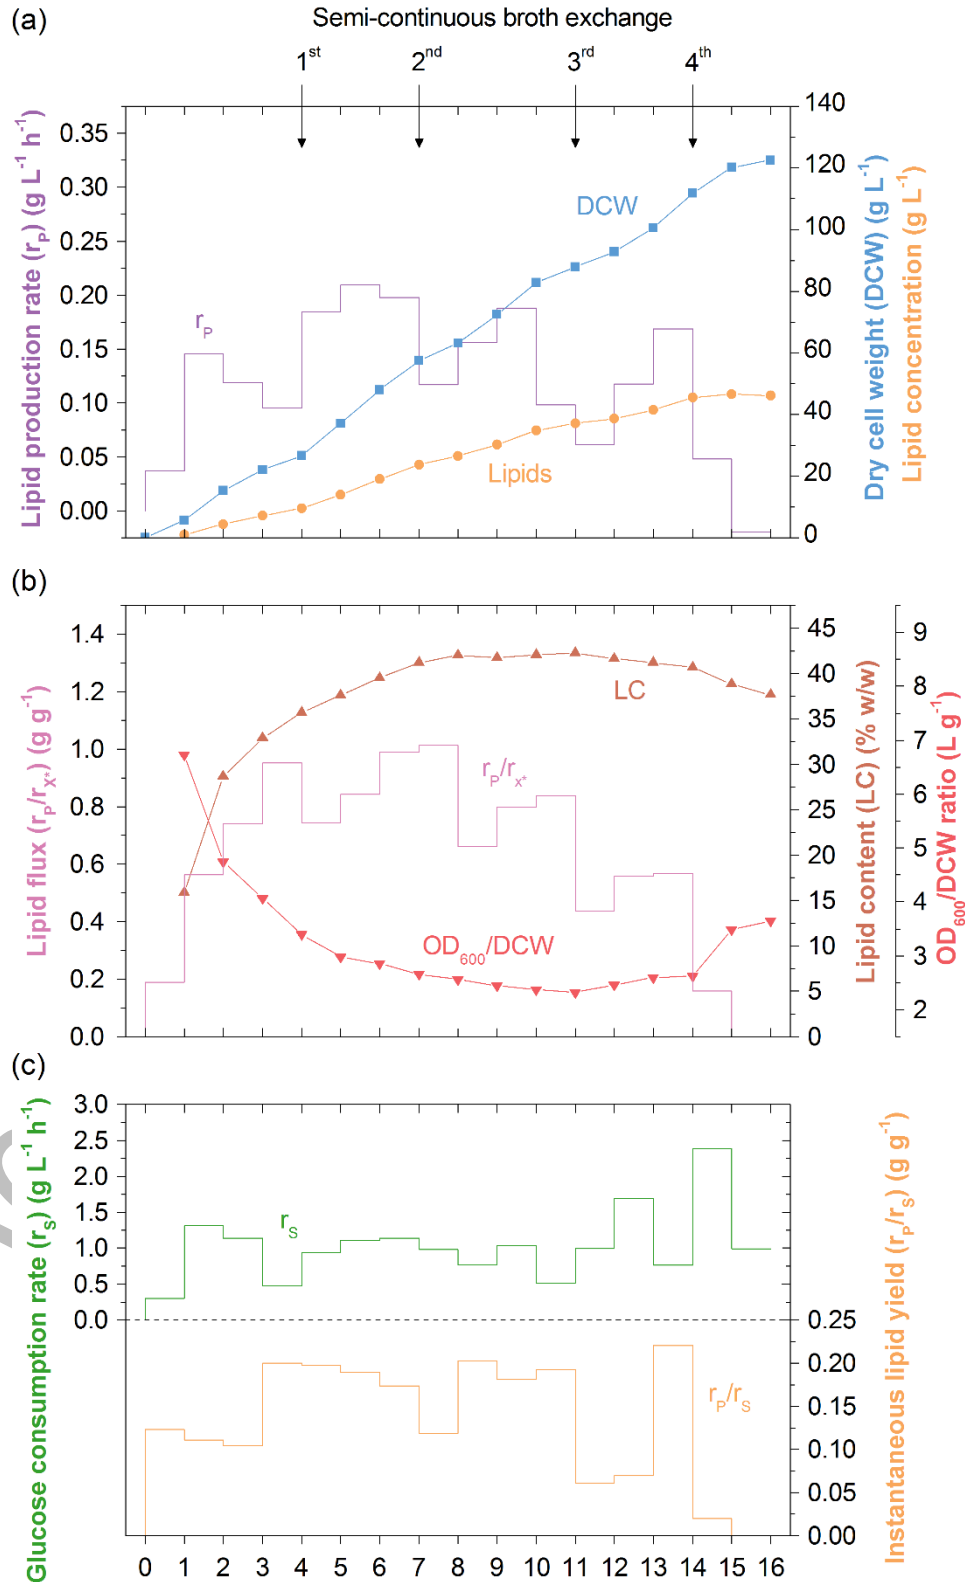 (a)
Semi-continuous broth exchange
1st 2nd 3rd 4th
Lipid production rate (rP) (g L-1 h-1)
0.35
0.30
0.25
0.20
0.15
0.10
0.05
0.00
DCW
rP
Lipids
140
120
100
80
60
40
20
0
Dry cell weight (DCW) (g L-1)
Lipid concentration (g L-1)
(b)
Lipid flux (rP/rX*) (g g-1)
1.4
1.2
1.0
0.8
0.6
0.4
0.2
0.0
LC
rP/rx*
OD600/DCW
45
40
35
30
25
20
15
10
5
0
Lipid content (LC) (% w/w)
9
8
7
6
5
4
3
2
OD600/DCW ratio (L g-1)
(c)
Glucose consumption rate (rS) (g L-1 h-1)
3.0
2.5
2.0
1.5
1.0
0.5
0.0
rS
rP/rS
0.25
0.20
0.15
0.10
0.05
0.00
Instantaneous lipid yield (rP/rS) (g g-1)
0 1 2 3 4 5 6 7 8 9 10 11 12 13 14 15 16